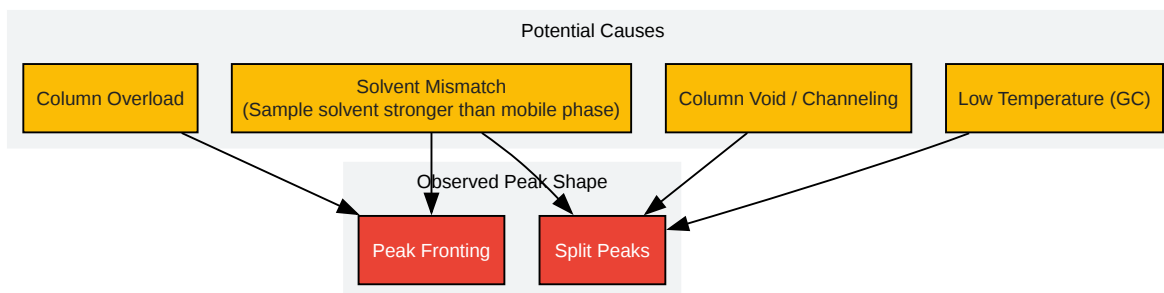 Potential Causes
Column Overload
Solvent Mismatch
(Sample solvent stronger than mobile phase)
Column Void / Channeling
Low Temperature (GC)
Observed Peak Shape
Peak Fronting
Split Peaks